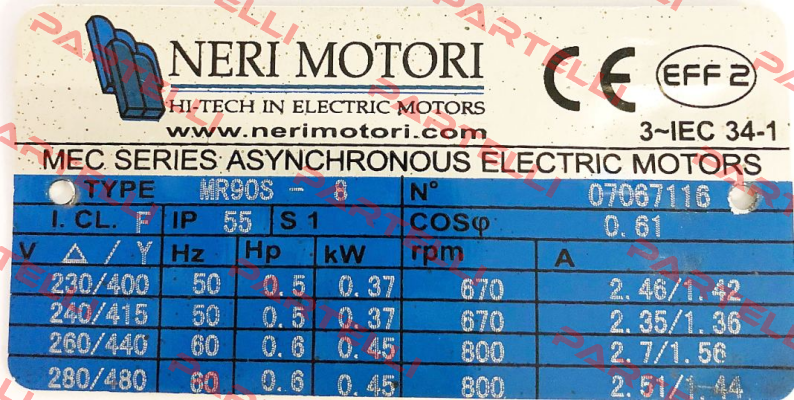 NERI MOTORI
HI-TECH IN ELECTRIC MOTORS
www.nerimotori.com
CE EFF 2
3~IEC 34-1
MEC SERIES ASYNCHRONOUS ELECTRIC MOTORS
TYPE MR90S - 8 N° 07067116
I. CL. F IP 55 S 1 COSφ 0.61
V Δ / Y Hz Hp kW rpm A
230/400 50 0.5 0.37 670 2.46/1.42
240/415 50 0.5 0.37 670 2.35/1.36
260/440 60 0.6 0.45 800 2.7/1.56
280/480 60 0.6 0.45 800 2.51/1.44
PARTELLI